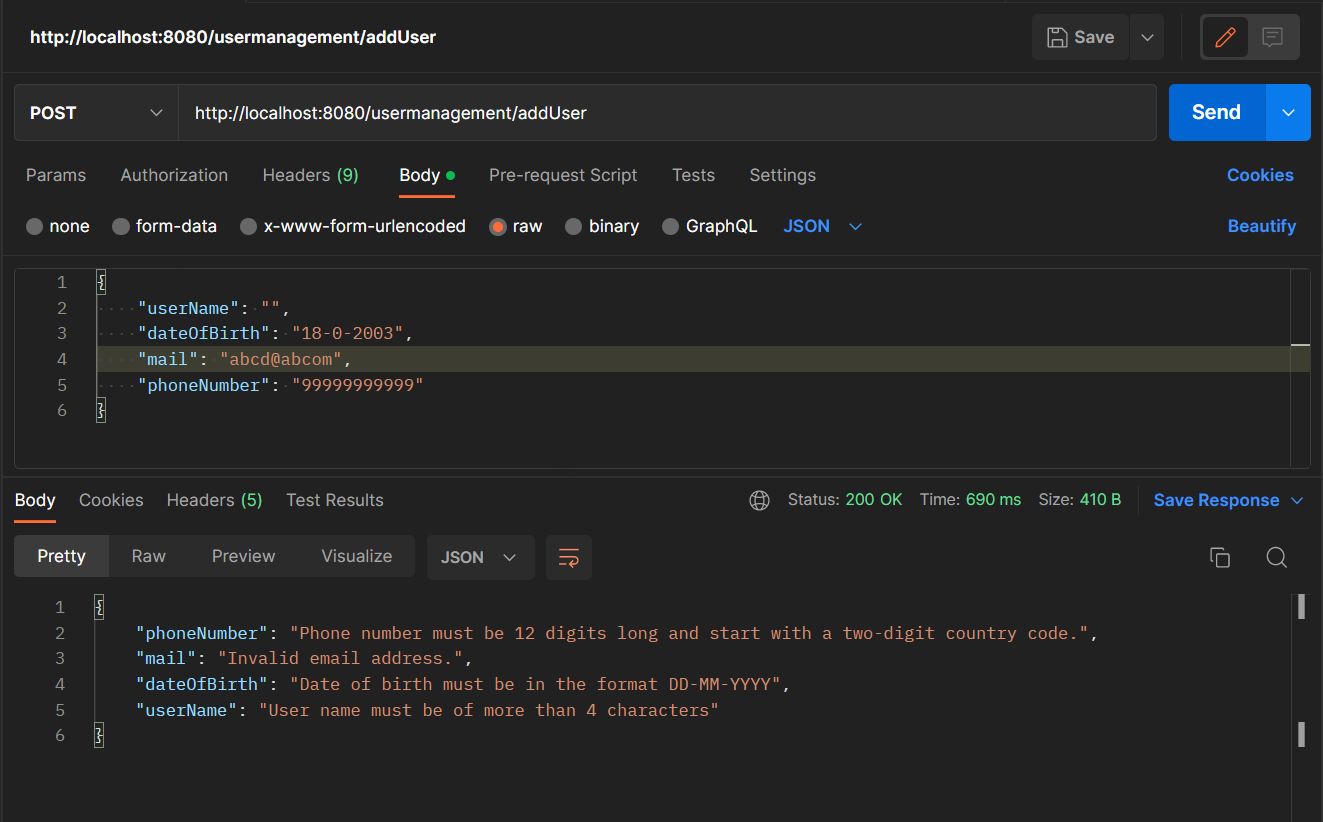 http://localhost:8080/usermanagement/addUser
Save
POST
http://localhost:8080/usermanagement/addUser
Send
Params Authorization Headers (9) Body Pre-request Script Tests Settings Cookies
none form-data x-www-form-urlencoded raw binary GraphQL JSON Beautify
1 {
2 "userName": "",
3 "dateOfBirth": "18-0-2003",
4 "mail": "abcd@abcom",
5 "phoneNumber": "99999999999"
6 }
Body Cookies Headers (5) Test Results Status: 200 OK Time: 690 ms Size: 410 B Save Response
Pretty Raw Preview Visualize JSON
1 {
2 "phoneNumber": "Phone number must be 12 digits long and start with a two-digit country code.",
3 "mail": "Invalid email address.",
4 "dateOfBirth": "Date of birth must be in the format DD-MM-YYYY",
5 "userName": "User name must be of more than 4 characters"
6 }